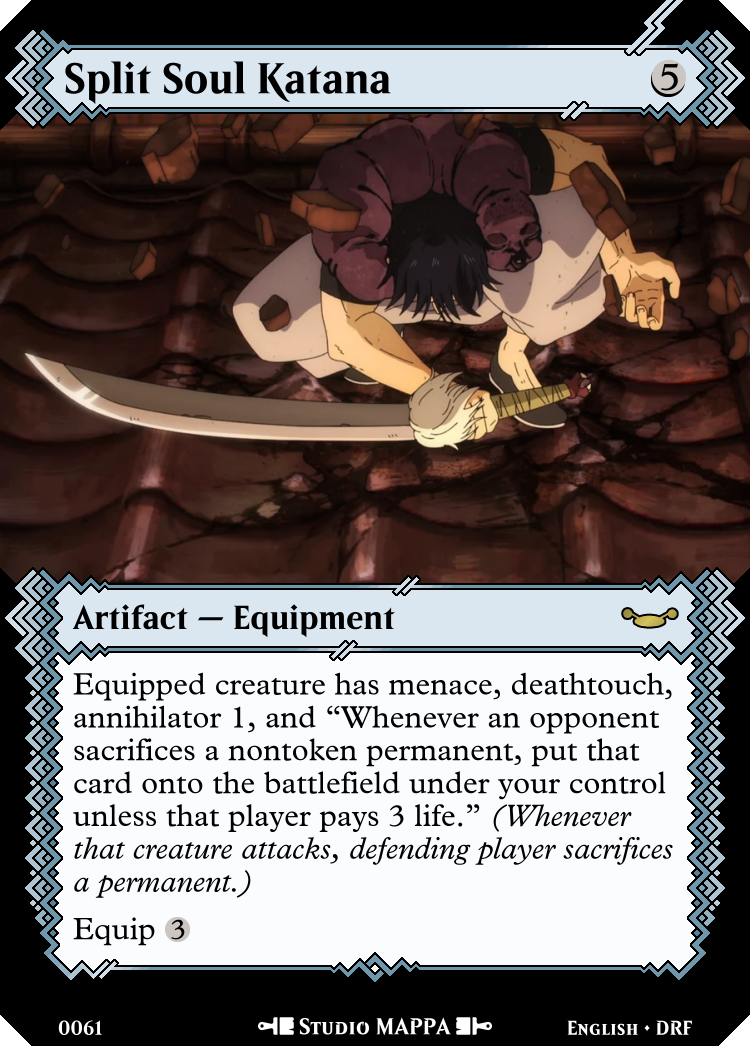 Split Soul Katana 5
Artifact — Equipment
Equipped creature has menace, deathtouch,
annihilator 1, and “Whenever an opponent
sacrifices a nontoken permanent, put that
card onto the battlefield under your control
unless that player pays 3 life.” (Whenever
that creature attacks, defending player sacrifices
a permanent.)
Equip 3
0061 Studio MAPPA English • DRF